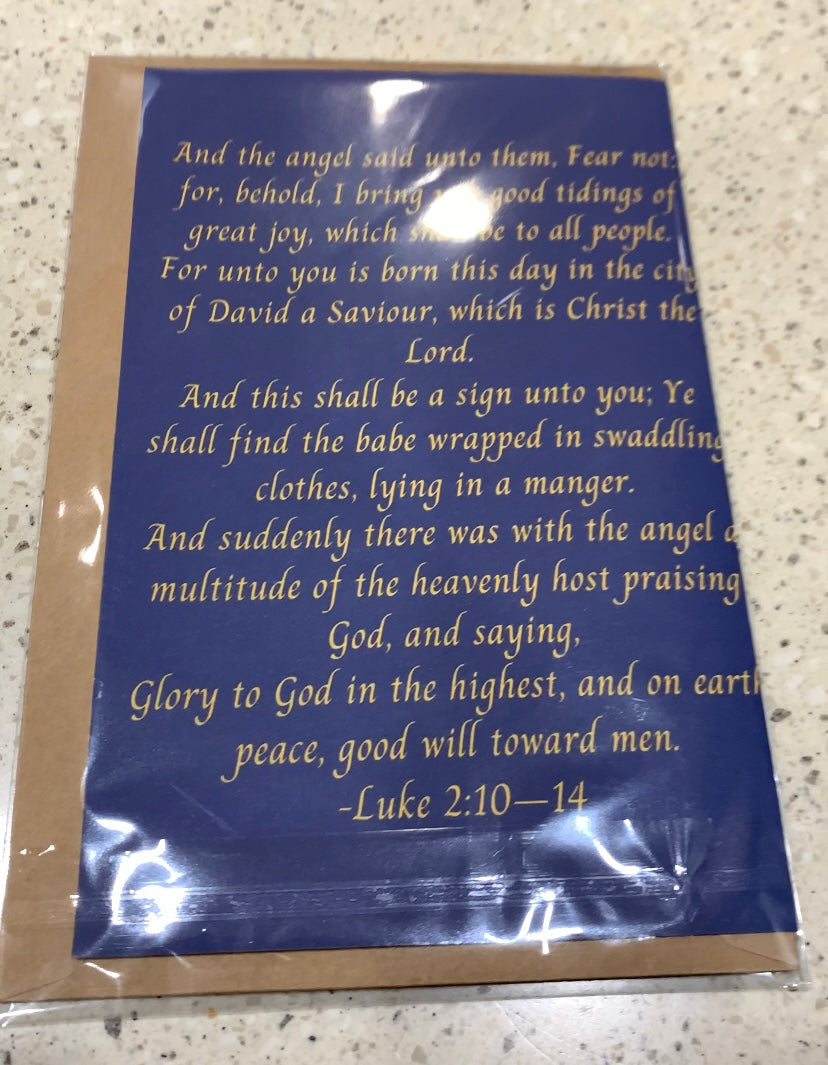 And the angel said unto them, Fear not:
for, behold, I bring you good tidings of
great joy, which shall be to all people.
For unto you is born this day in the city
of David a Saviour, which is Christ the
Lord.
And this shall be a sign unto you; Ye
shall find the babe wrapped in swaddling
clothes, lying in a manger.
And suddenly there was with the angel a
multitude of the heavenly host praising
God, and saying,
Glory to God in the highest, and on earth
peace, good will toward men.
-Luke 2:10—14